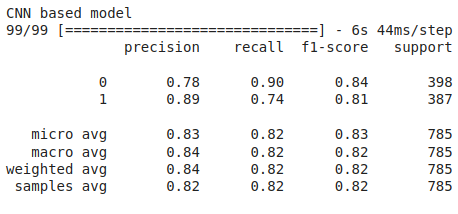 CNN based model
99/99 [==============================] - 6s 44ms/step
precision recall f1-score support
0 0.78 0.90 0.84 398
1 0.89 0.74 0.81 387
micro avg 0.83 0.82 0.83 785
macro avg 0.84 0.82 0.82 785
weighted avg 0.84 0.82 0.82 785
samples avg 0.82 0.82 0.82 785